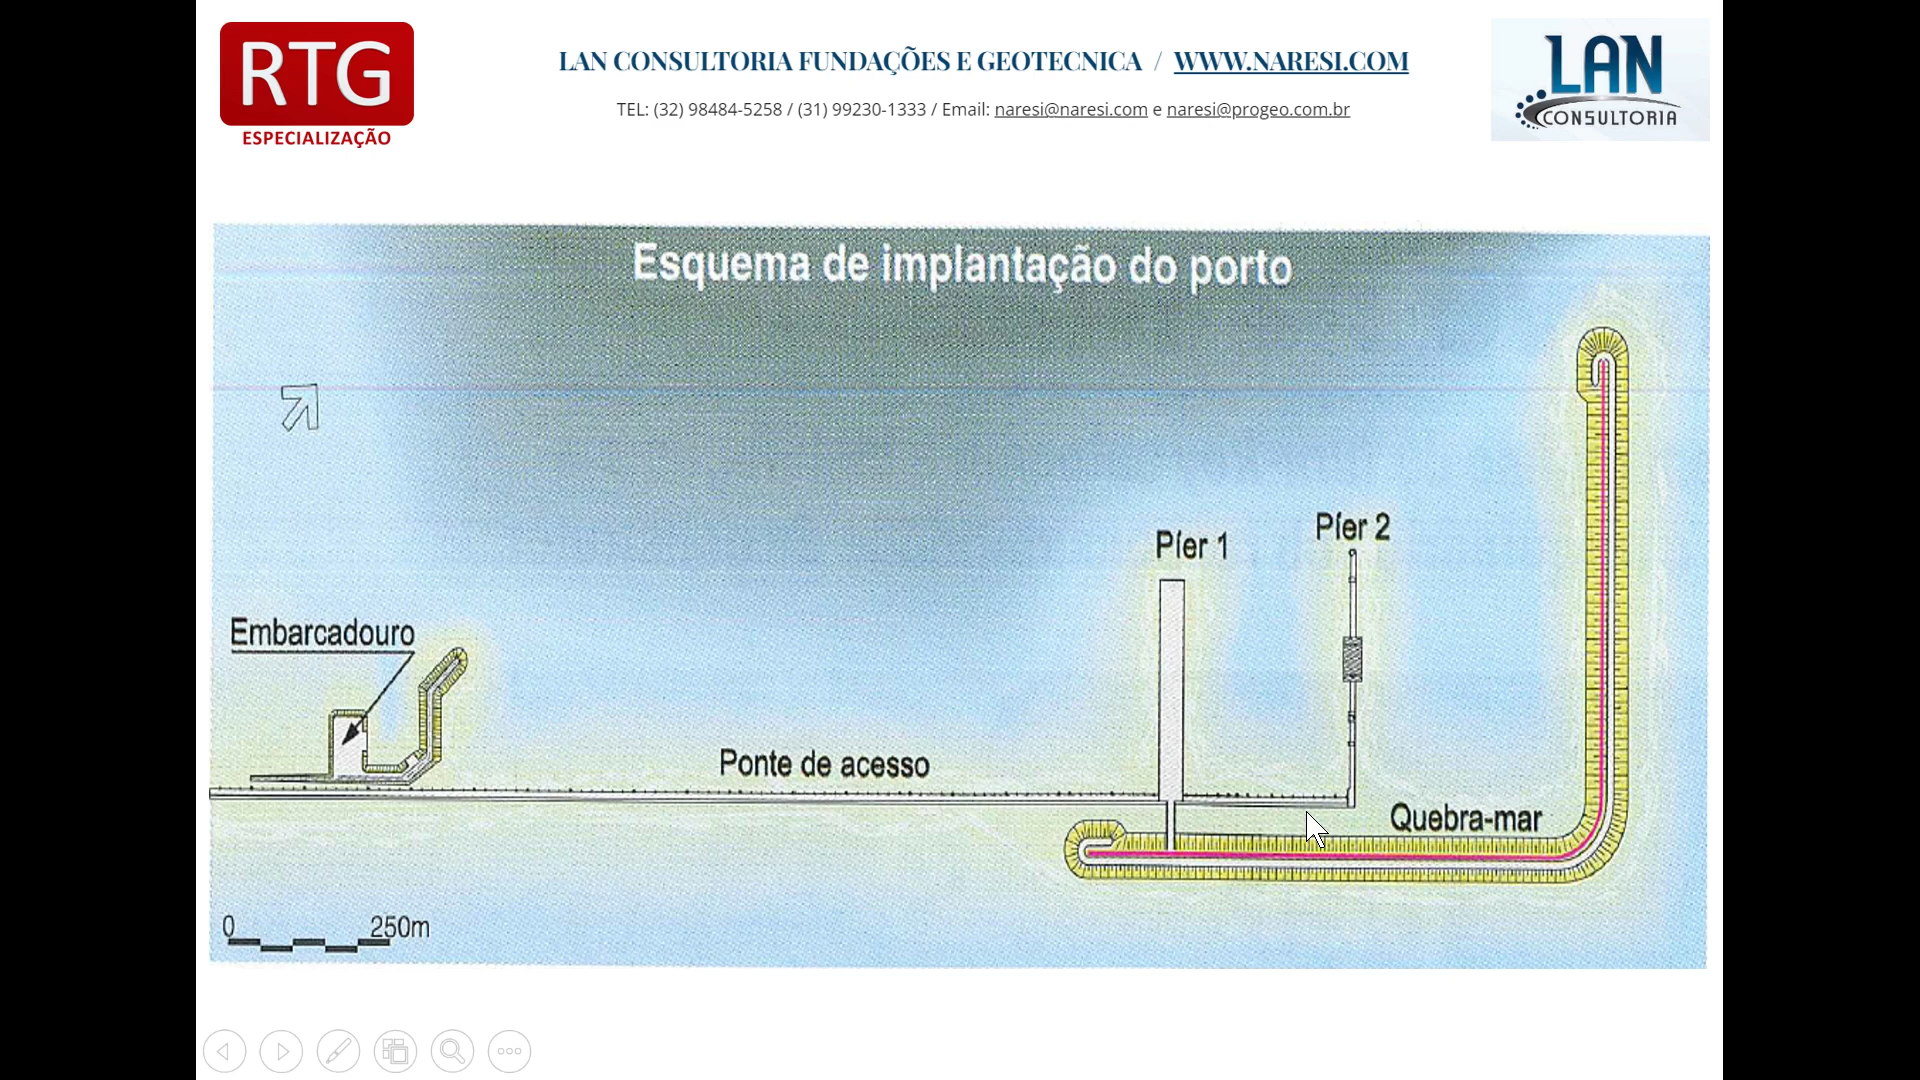 RTG
ESPECIALIZAÇÃO
LAN CONSULTORIA FUNDAÇÕES E GEOTECNICA / WWW.NARESI.COM
TEL: (32) 98484-5258 / (31) 99230-1333 / Email: naresi@naresi.com e naresi@progeo.com.br
LAN
CONSULTORIA
Esquema de implantação do porto
Píer 1
Píer 2
Embarcadouro
Ponte de acesso
Quebra-mar
0 250m